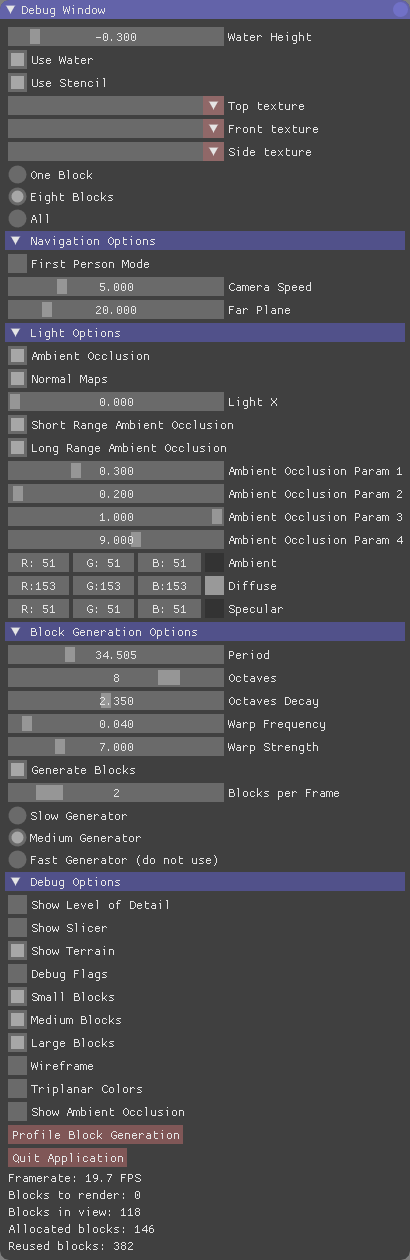 Debug Window
-0.300 Water Height
Use Water
Use Stencil
Top texture
Front texture
Side texture
One Block
Eight Blocks
All
Navigation Options
First Person Mode
5.000 Camera Speed
20.000 Far Plane
Light Options
Ambient Occlusion
Normal Maps
0.000 Light X
Short Range Ambient Occlusion
Long Range Ambient Occlusion
0.300 Ambient Occlusion Param 1
0.200 Ambient Occlusion Param 2
1.000 Ambient Occlusion Param 3
9.000 Ambient Occlusion Param 4
R: 51 G: 51 B: 51 Ambient
R:153 G:153 B:153 Diffuse
R: 51 G: 51 B: 51 Specular
Block Generation Options
34.505 Period
8 Octaves
2.350 Octaves Decay
0.040 Warp Frequency
7.000 Warp Strength
Generate Blocks
2 Blocks per Frame
Slow Generator
Medium Generator
Fast Generator (do not use)
Debug Options
Show Level of Detail
Show Slicer
Show Terrain
Debug Flags
Small Blocks
Medium Blocks
Large Blocks
Wireframe
Triplanar Colors
Show Ambient Occlusion
Profile Block Generation
Quit Application
Framerate: 19.7 FPS
Blocks to render: 0
Blocks in view: 118
Allocated blocks: 146
Reused blocks: 382